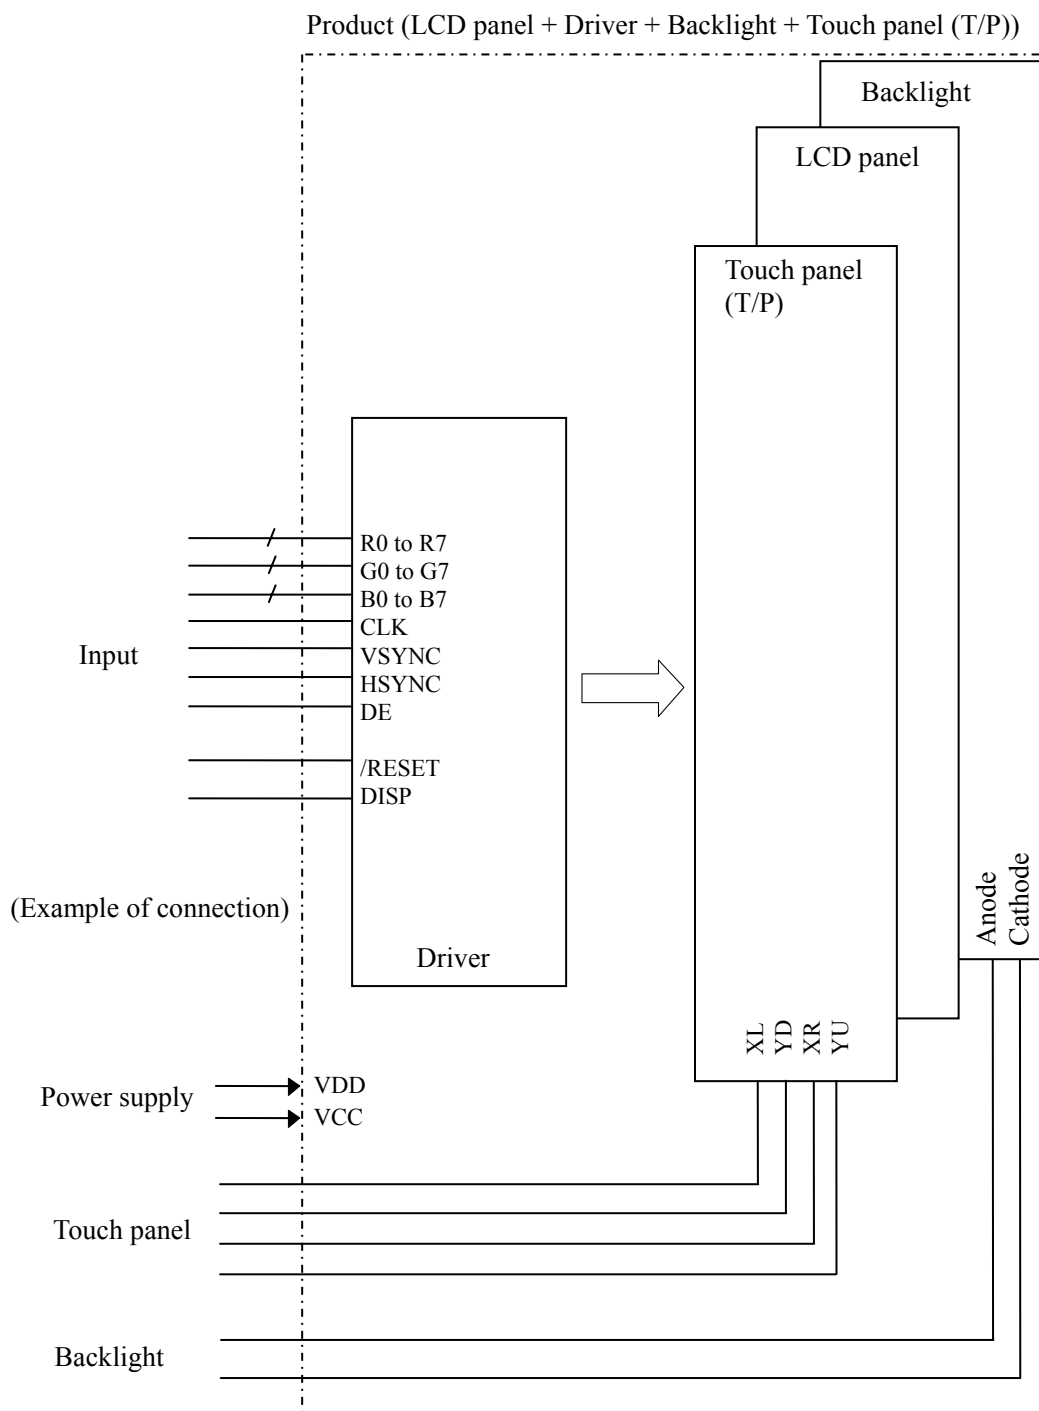 Product (LCD panel + Driver + Backlight + Touch panel (T/P))
Backlight
LCD panel
Touch panel
(T/P)
R0 to R7
G0 to G7
B0 to B7
CLK
Input
VSYNC
HSYNC
DE
/RESET
DISP
(Example of connection)
Driver
Anode
Cathode
XL
YD
XR
YU
Power supply
VDD
VCC
Touch panel
Backlight